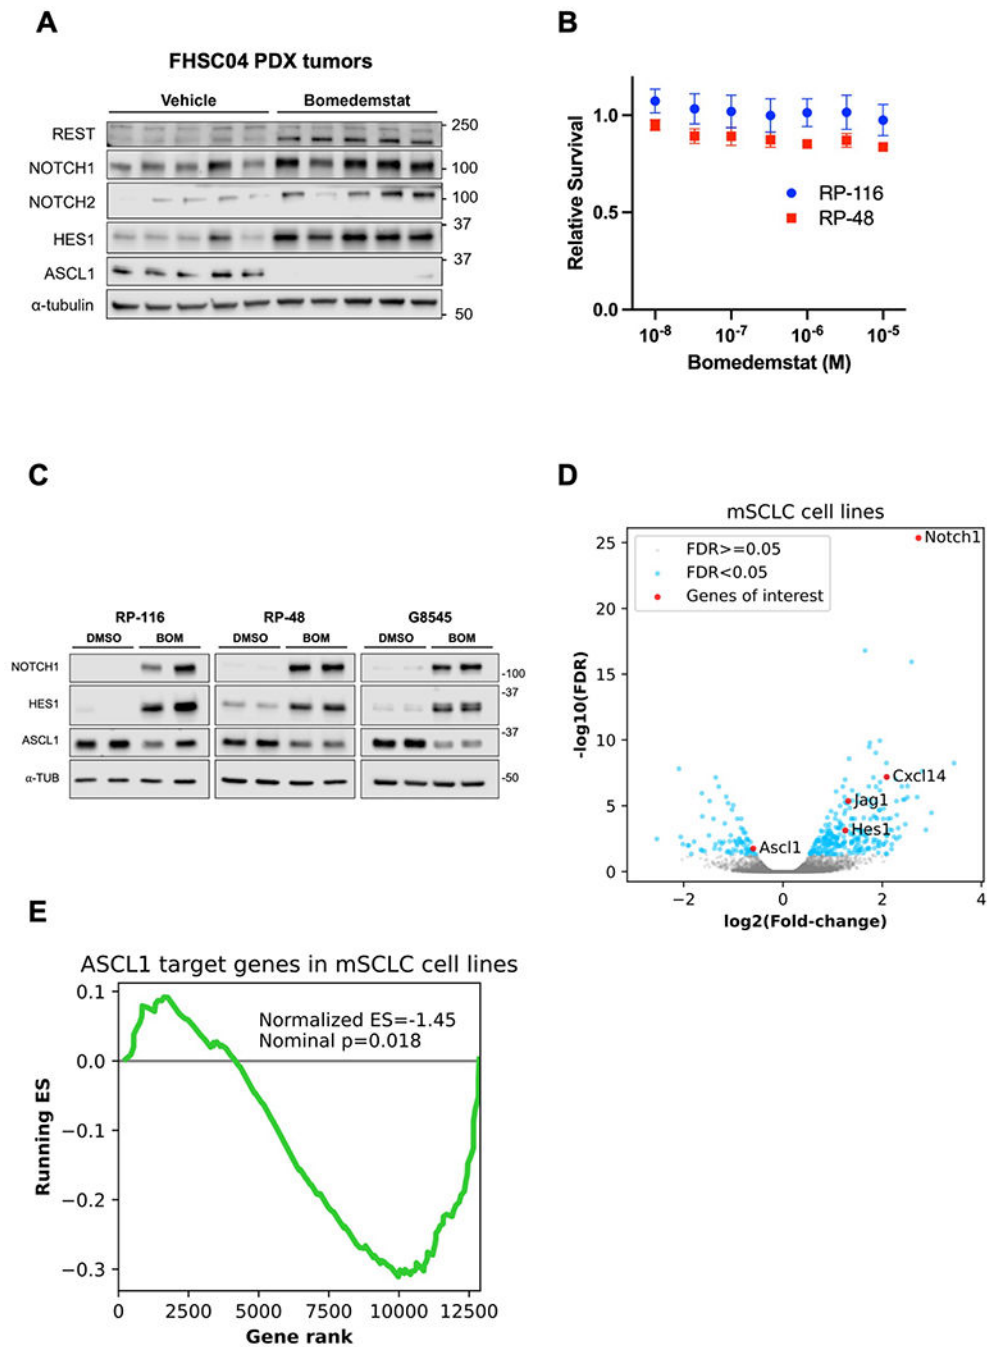 A
FHSC04 PDX tumors
Vehicle Bomedemstat
REST 250
NOTCH1 100
NOTCH2 100
HES1 37
ASCL1 37
α-tubulin 50
B
Relative Survival
1.0
0.5
0.0
RP-116
RP-48
10-8 10-7 10-6 10-5
Bomedemstat (M)
C
RP-116 RP-48 G8545
DMSO BOM DMSO BOM DMSO BOM
NOTCH1 -100
HES1 -37
ASCL1 -37
α-TUB -50
D
mSCLC cell lines
-log10(FDR)
25
20
15
10
5
0
FDR>=0.05
FDR<0.05
Genes of interest
Notch1
Cxcl14
Jag1
Hes1
Ascl1
−2 0 2 4
log2(Fold-change)
E
ASCL1 target genes in mSCLC cell lines
Normalized ES=-1.45
Nominal p=0.018
Running ES
0.1
0.0
−0.1
−0.2
−0.3
0 2500 5000 7500 10000 12500
Gene rank